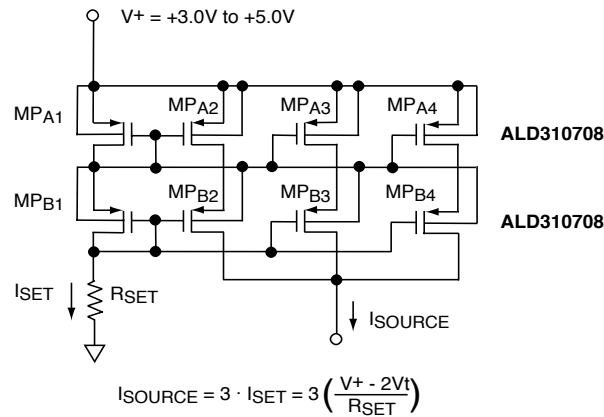 V+ = +3.0V to +5.0V
MPA1
MPA2
MPA3
MPA4
ALD310708
MPB1
MPB2
MPB3
MPB4
ALD310708
ISET
RSET
ISOURCE
ISOURCE = 3 · ISET = 3 ( V+ - 2Vt / RSET )